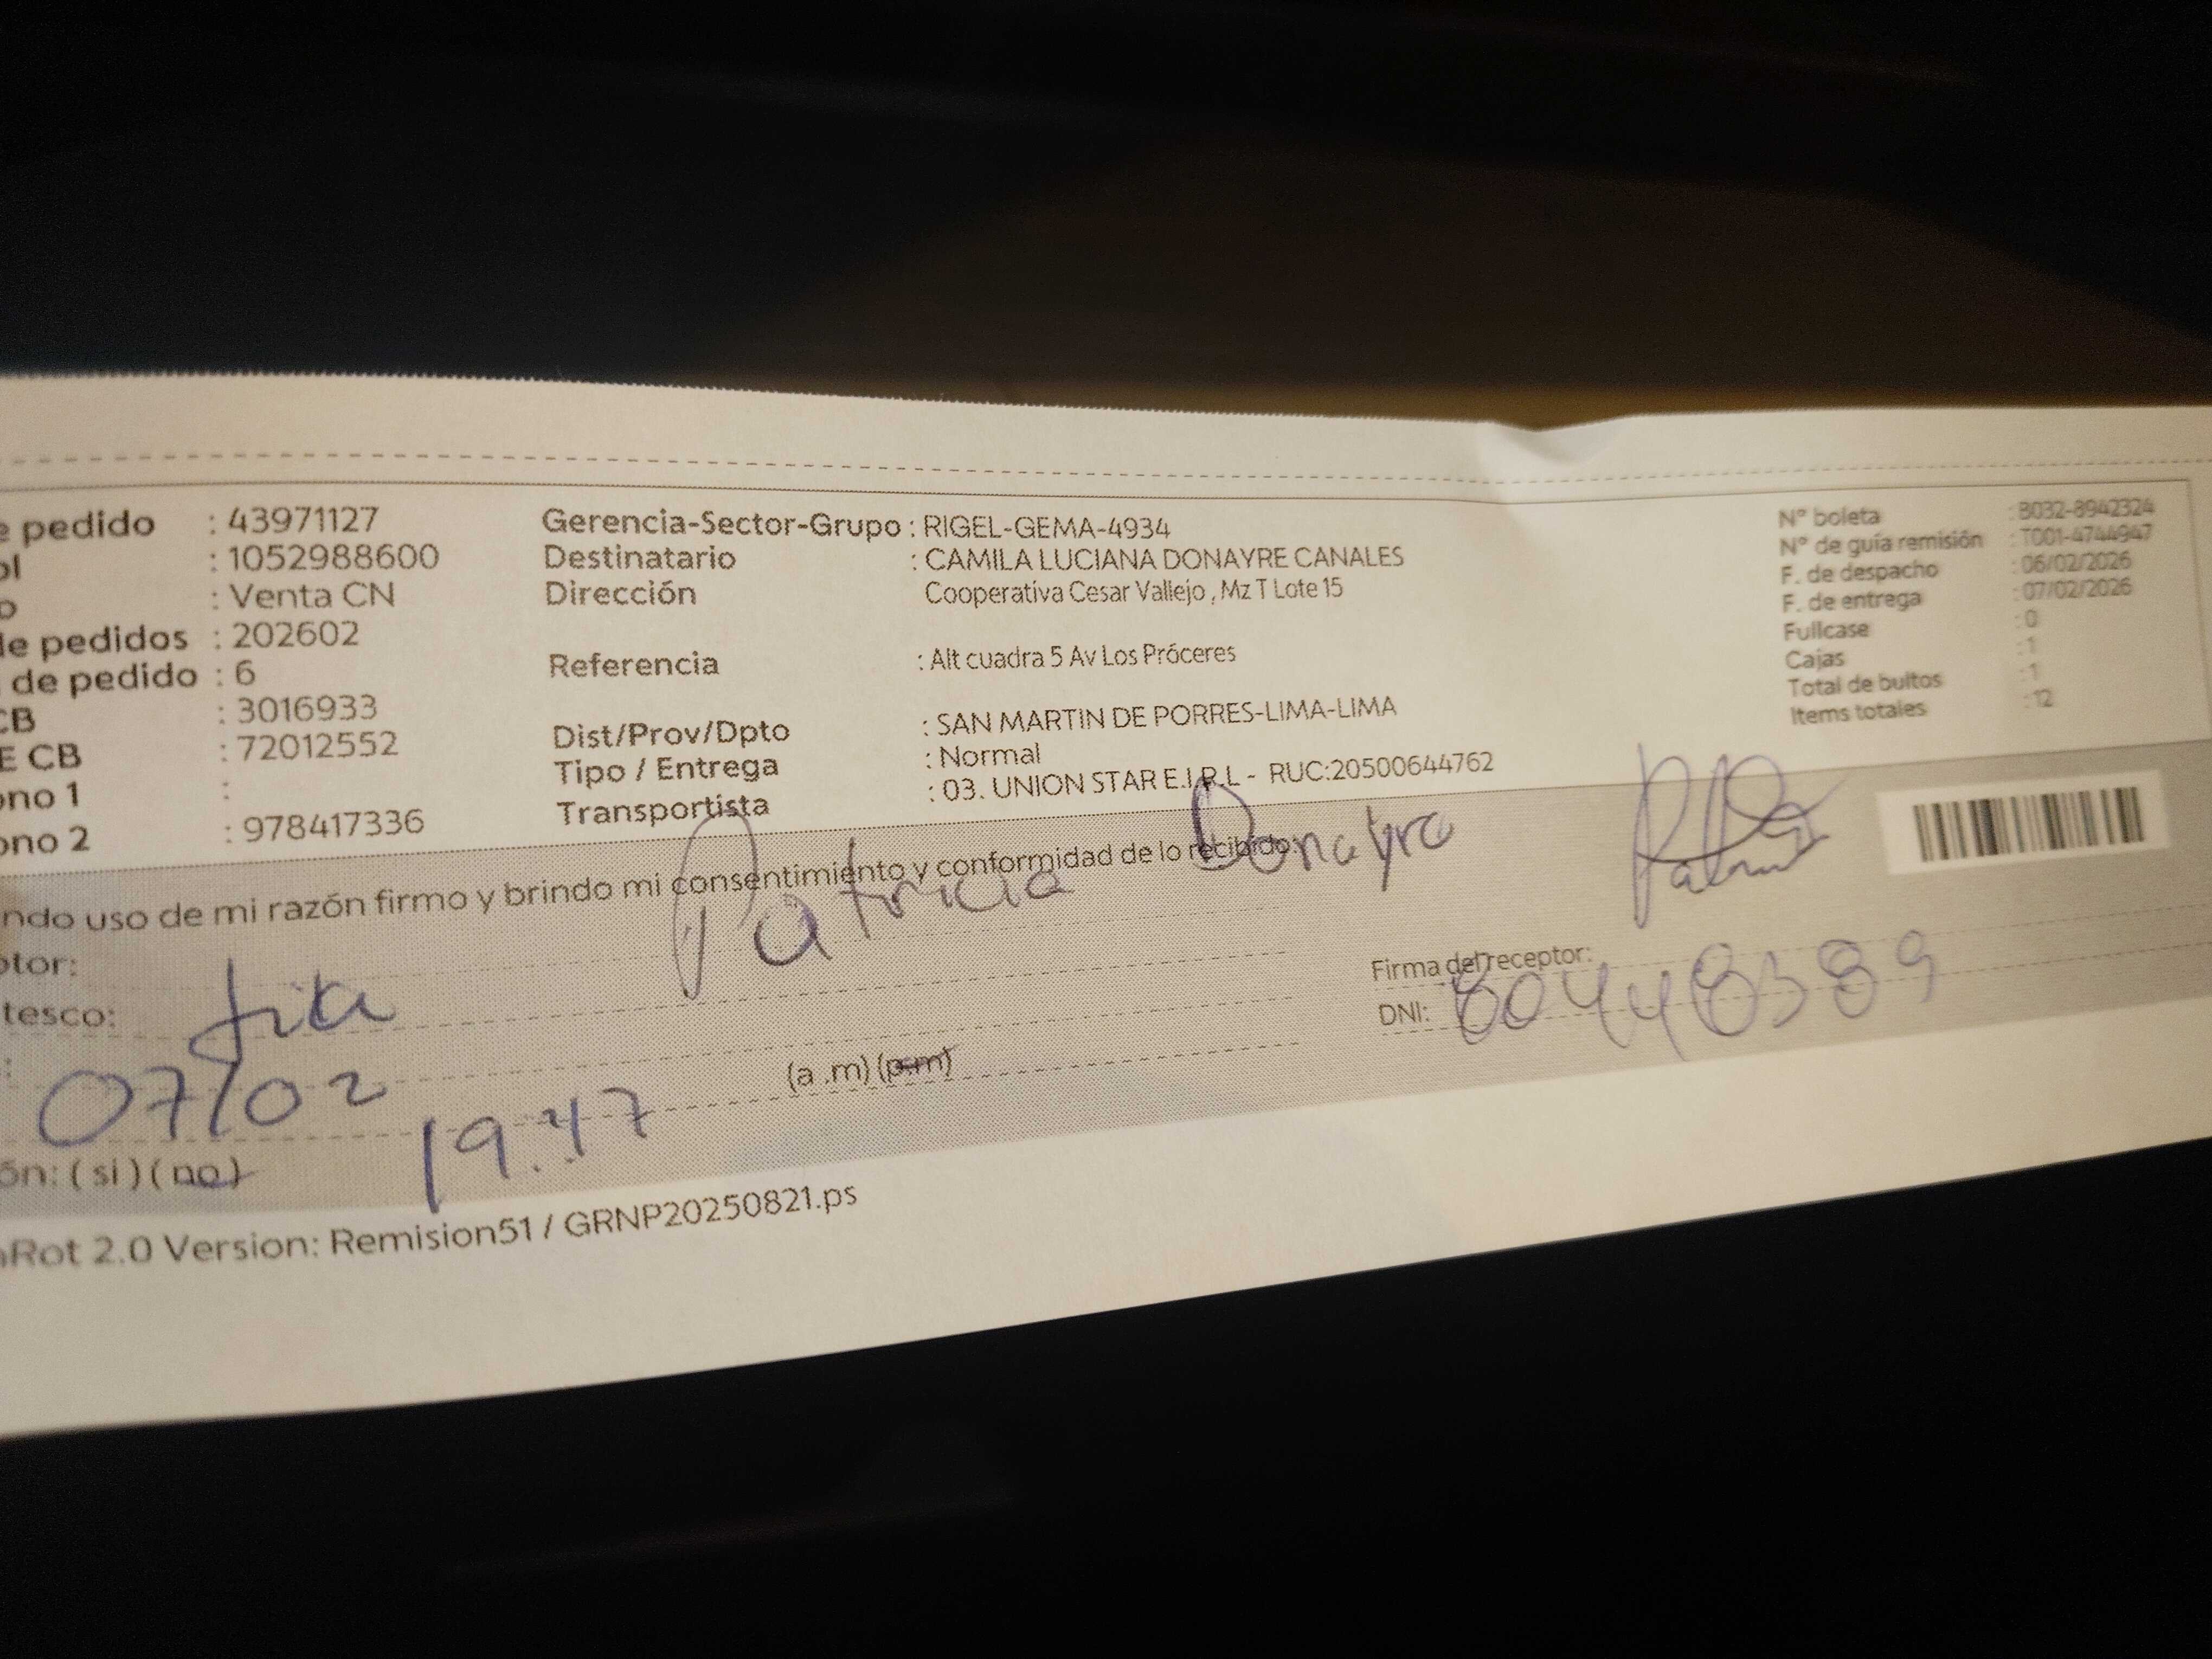 e pedido : 43971127 Gerencia-Sector-Grupo : RIGEL-GEMA-4934 N° boleta : B032-8942324
ol : 1052988600 Destinatario : CAMILA LUCIANA DONAYRE CANALES N° de guía remisión : T001-4744947
o : Venta CN Dirección Cooperativa Cesar Vallejo , Mz T Lote 15 F. de despacho : 06/02/2026
F. de entrega : 07/02/2026
de pedidos : 202602 Fullcase : 0
de pedido : 6 Referencia : Alt cuadra 5 Av Los Próceres Cajas : 1
CB : 3016933 Total de bultos : 1
E CB : 72012552 Dist/Prov/Dpto : SAN MARTIN DE PORRES-LIMA-LIMA Items totales : 12
ono 1 : Tipo / Entrega : Normal
ono 2 : 978417336 Transportista : 03. UNION STAR E.I.R.L - RUC:20500644762
ndo uso de mi razón firmo y brindo mi consentimiento y conformidad de lo recibido:
otor: Patricia Donayre Firma del receptor:
tesco: tia DNI: 80448389
: 07/02 19:47 (a .m) (p.m)
ón: ( si ) ( no )
Rot 2.0 Version: Remision51 / GRNP20250821.ps